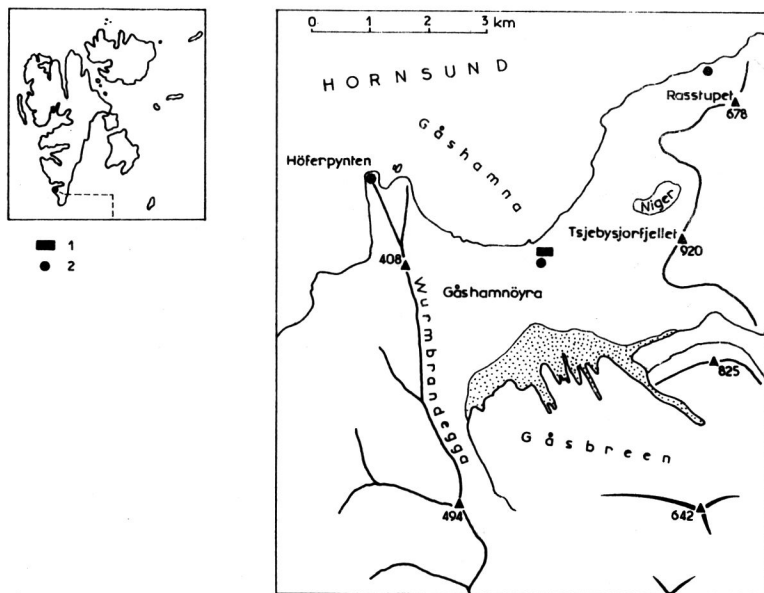 0 1 2 3 km
HORNSUND
Rasstupet
678
Gåshamna
Höferpynten
Niger
Tsjebysjorfjellet
920
1
2
408
Gåshamnöyra
Wurmbrandegga
825
Gåsbreen
494
642